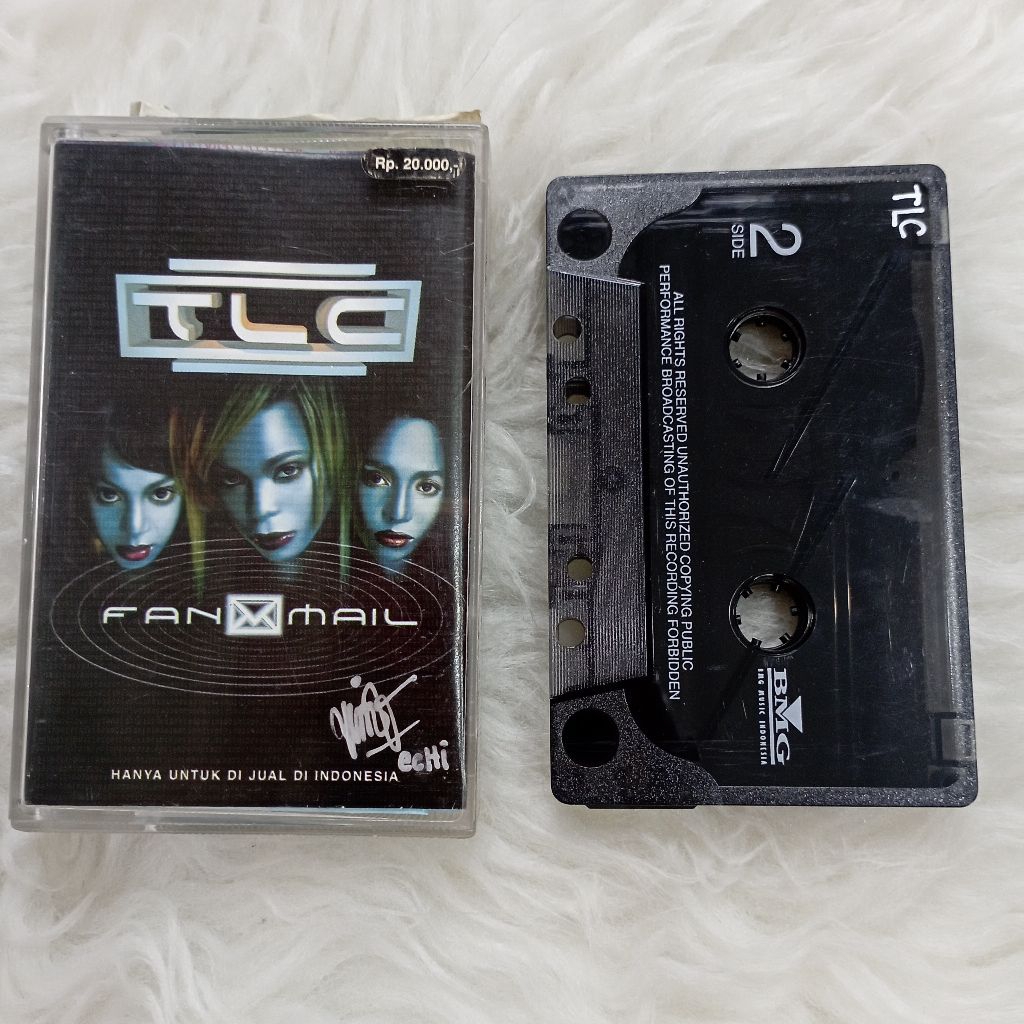 Rp. 20.000,-
TLC
FAN MAIL
echi
HANYA UNTUK DI JUAL DI INDONESIA
TLC
2
SIDE
ALL RIGHTS RESERVED UNAUTHORIZED COPYING PUBLIC
PERFORMANCE BROADCASTING OF THIS RECORDING FORBIDDEN
BMG
BMG MUSIC INDONESIA